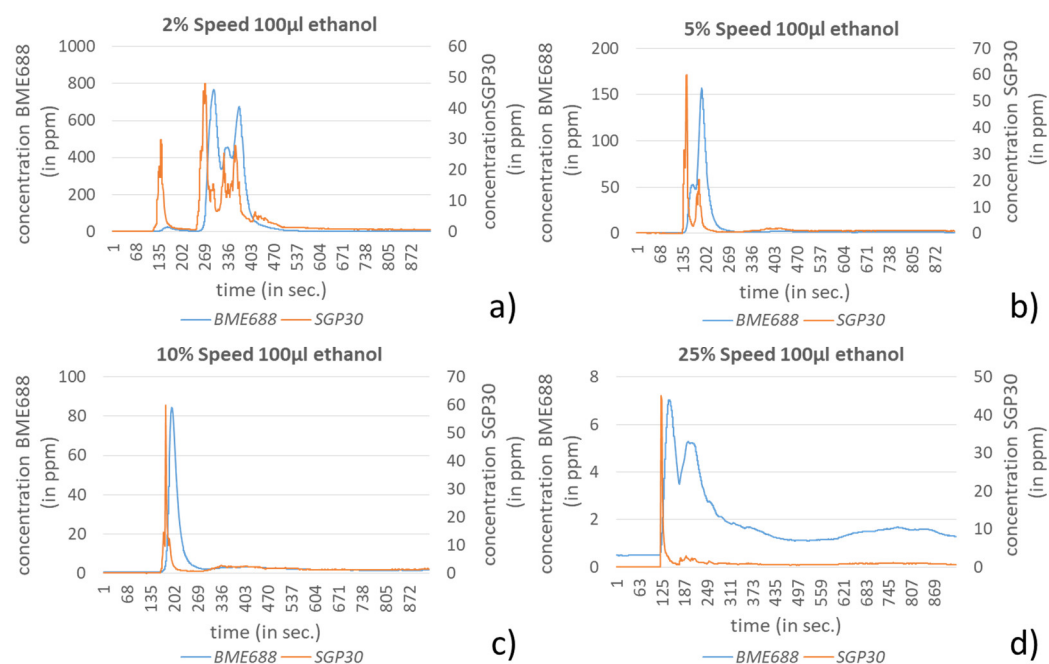 2% Speed 100µl ethanol
concentration BME688
(in ppm)
1000
800
600
400
200
0
60
50
40
30
20
10
0
concentrationSGP30
(in ppm)
1 68 135 202 269 336 403 470 537 604 671 738 805 872
time (in sec.)
BME688 SGP30
a)
5% Speed 100µl ethanol
concentration BME688
(in ppm)
200
150
100
50
0
70
60
50
40
30
20
10
0
concentration SGP30
(in ppm)
1 68 135 202 269 336 403 470 537 604 671 738 805 872
time (in sec.)
BME688 SGP30
b)
10% Speed 100µl ethanol
concentration BME688
(in ppm)
100
80
60
40
20
0
70
60
50
40
30
20
10
0
concentration SGP30
(in ppm)
1 68 135 202 269 336 403 470 537 604 671 738 805 872
time (in sec.)
BME688 SGP30
c)
25% Speed 100µl ethanol
concentration BME688
(in ppm)
8
6
4
2
0
50
40
30
20
10
0
concentration SGP30
(in ppm)
1 63 125 187 249 311 373 435 497 559 621 683 745 807 869
time (in sec.)
BME688 SGP30
d)